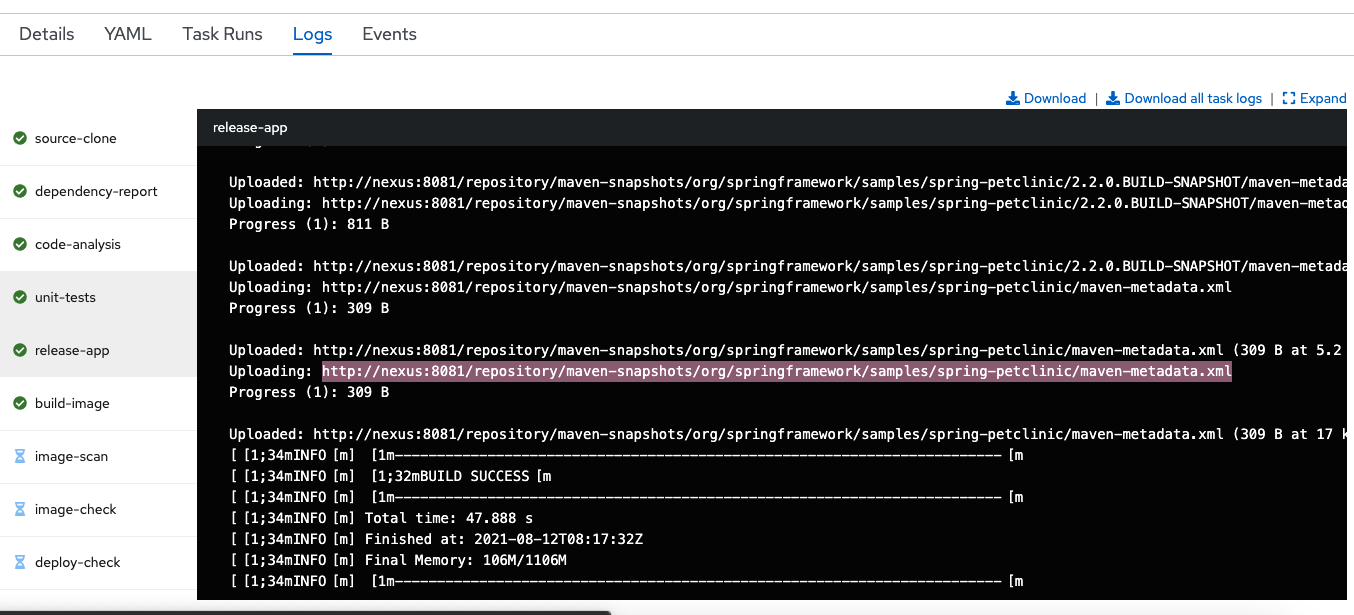 Details YAML Task Runs Logs Events
Download | Download all task logs | Expand
source-clone
dependency-report
code-analysis
unit-tests
release-app
build-image
image-scan
image-check
deploy-check
release-app
Uploaded: http://nexus:8081/repository/maven-snapshots/org/springframework/samples/spring-petclinic/2.2.0.BUILD-SNAPSHOT/maven-metada
Uploading: http://nexus:8081/repository/maven-snapshots/org/springframework/samples/spring-petclinic/2.2.0.BUILD-SNAPSHOT/maven-metad
Progress (1): 811 B
Uploaded: http://nexus:8081/repository/maven-snapshots/org/springframework/samples/spring-petclinic/2.2.0.BUILD-SNAPSHOT/maven-metada
Uploading: http://nexus:8081/repository/maven-snapshots/org/springframework/samples/spring-petclinic/maven-metadata.xml
Progress (1): 309 B
Uploaded: http://nexus:8081/repository/maven-snapshots/org/springframework/samples/spring-petclinic/maven-metadata.xml (309 B at 5.2
Uploading: http://nexus:8081/repository/maven-snapshots/org/springframework/samples/spring-petclinic/maven-metadata.xml
Progress (1): 309 B
Uploaded: http://nexus:8081/repository/maven-snapshots/org/springframework/samples/spring-petclinic/maven-metadata.xml (309 B at 17 k
[ [1;34mINFO [m] [1m------------------------------------------------------------------------ [m
[ [1;34mINFO [m] [1;32mBUILD SUCCESS [m
[ [1;34mINFO [m] [1m------------------------------------------------------------------------ [m
[ [1;34mINFO [m] Total time: 47.888 s
[ [1;34mINFO [m] Finished at: 2021-08-12T08:17:32Z
[ [1;34mINFO [m] Final Memory: 106M/1106M
[ [1;34mINFO [m] [1m------------------------------------------------------------------------ [m